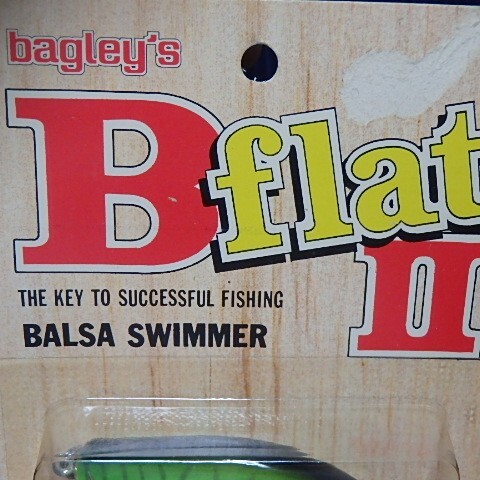 bagley's
Bflat
II
THE KEY TO SUCCESSFUL FISHING
BALSA SWIMMER